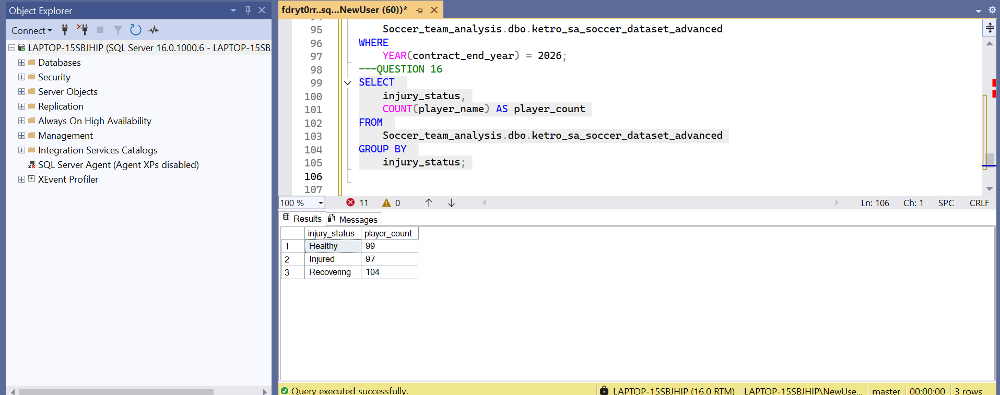 Object Explorer
Connect
LAPTOP-15SBJHIP (SQL Server 16.0.1000.6 - LAPTOP-15SB
Databases
Security
Server Objects
Replication
Always On High Availability
Management
Integration Services Catalogs
SQL Server Agent (Agent XPs disabled)
XEvent Profiler
fdryt0rr..sq...NewUser (60))*
95 Soccer_team_analysis.dbo.ketro_sa_soccer_dataset_advanced
96 WHERE
97 YEAR(contract_end_year) = 2026;
98 ---QUESTION 16
99 SELECT
100 injury_status,
101 COUNT(player_name) AS player_count
102 FROM
103 Soccer_team_analysis.dbo.ketro_sa_soccer_dataset_advanced
104 GROUP BY
105 injury_status;
106
107
100 % 11 0 Ln: 106 Ch: 1 SPC CRLF
Results Messages
injury_status player_count
1 Healthy 99
2 Injured 97
3 Recovering 104
Query executed successfully. LAPTOP-15SBJHIP (16.0 RTM) LAPTOP-15SBJHIP\NewUse... master 00:00:00 3 rows